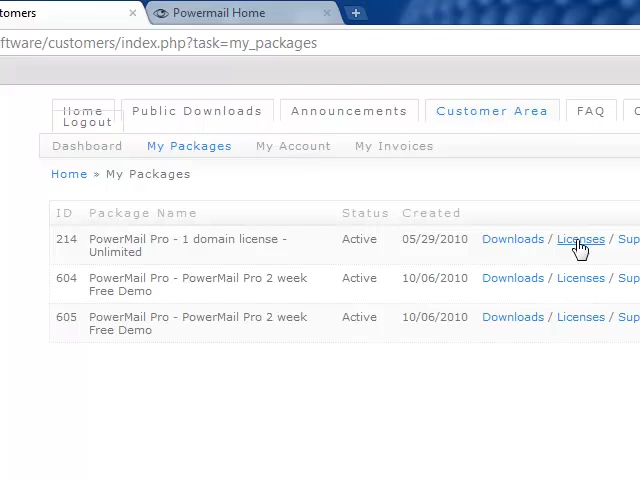 tomers
Powermail Home
ftware/customers/index.php?task=my_packages
Home Public Downloads Announcements Customer Area FAQ
Logout
Dashboard My Packages My Account My Invoices
Home » My Packages
ID Package Name Status Created
214 PowerMail Pro - 1 domain license - Active 05/29/2010 Downloads / Licenses / Sup
Unlimited
604 PowerMail Pro - PowerMail Pro 2 week Active 10/06/2010 Downloads / Licenses / Sup
Free Demo
605 PowerMail Pro - PowerMail Pro 2 week Active 10/06/2010 Downloads / Licenses / Sup
Free Demo